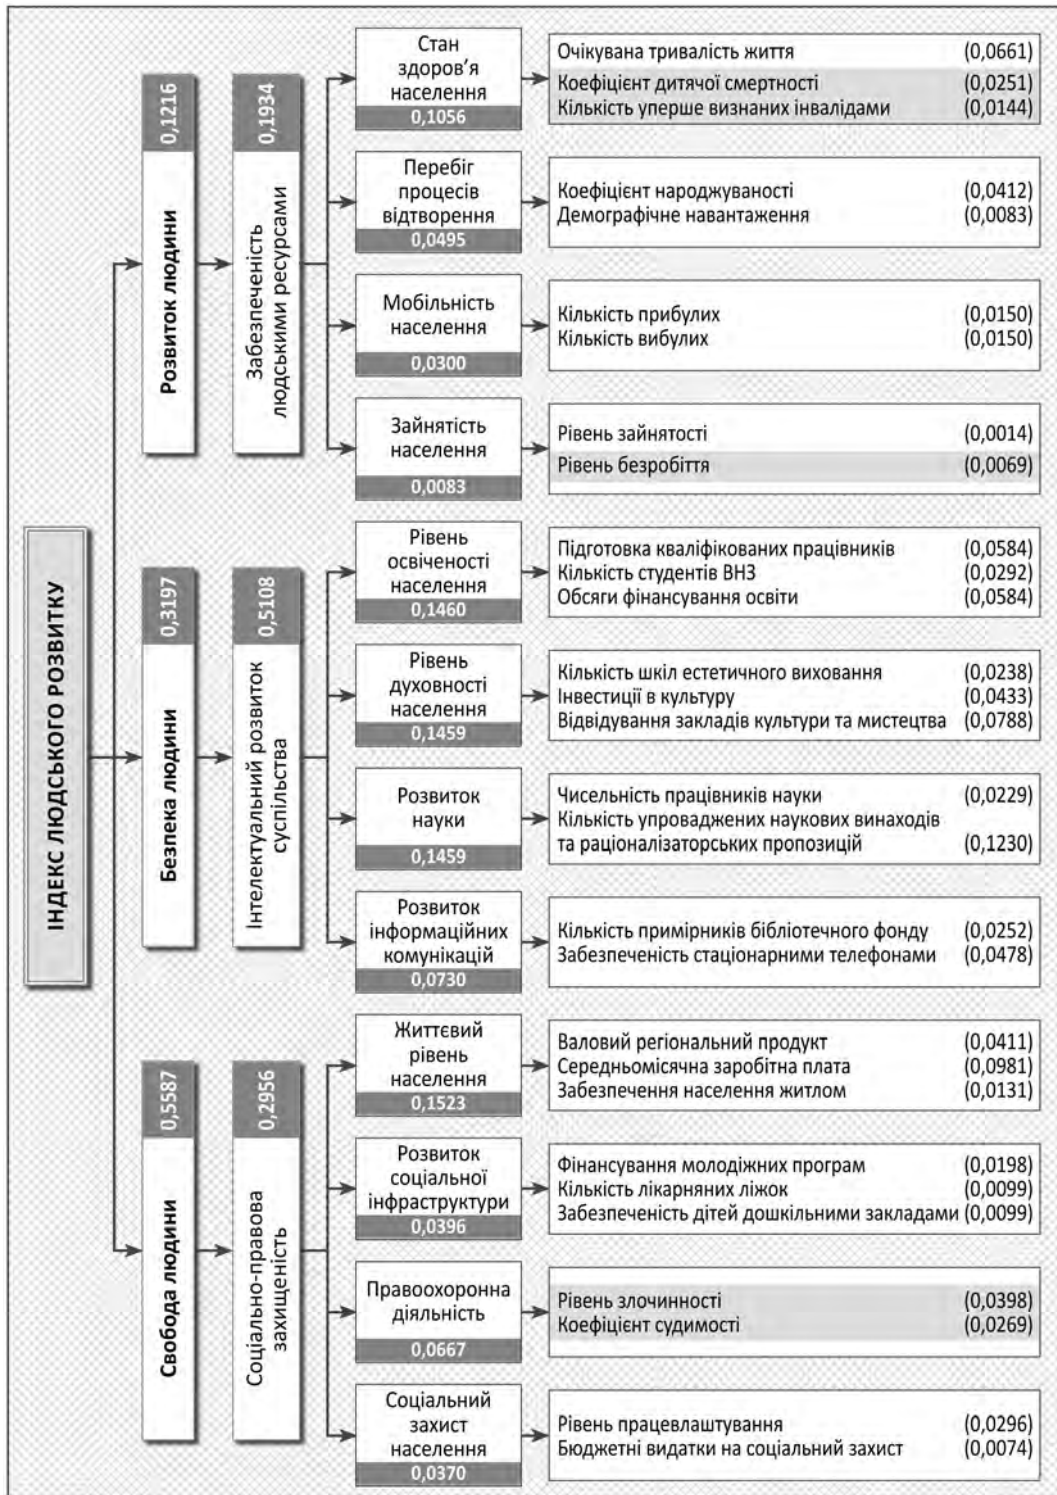 ІНДЕКС ЛЮДСЬКОГО РОЗВИТКУ
Розвиток людини
0,1216
Забезпеченість
людськими ресурсами
0,1934
Стан
здоров’я
населення
0,1056
Очікувана тривалість життя (0,0661)
Коефіцієнт дитячої смертності (0,0251)
Кількість уперше визнаних інвалідами (0,0144)
Перебіг
процесів
відтворення
0,0495
Коефіцієнт народжуваності (0,0412)
Демографічне навантаження (0,0083)
Мобільність
населення
0,0300
Кількість прибулих (0,0150)
Кількість вибулих (0,0150)
Зайнятість
населення
0,0083
Рівень зайнятості (0,0014)
Рівень безробіття (0,0069)
Безпека людини
0,3197
Інтелектуальний розвиток
суспільства
0,5108
Рівень
освіченості
населення
0,1460
Підготовка кваліфікованих працівників (0,0584)
Кількість студентів ВНЗ (0,0292)
Обсяги фінансування освіти (0,0584)
Рівень
духовності
населення
0,1459
Кількість шкіл естетичного виховання (0,0238)
Інвестиції в культуру (0,0433)
Відвідування закладів культури та мистецтва (0,0788)
Розвиток
науки
0,1459
Чисельність працівників науки (0,0229)
Кількість упроваджених наукових винаходів
та раціоналізаторських пропозицій (0,1230)
Розвиток
інформаційних
комунікацій
0,0730
Кількість примірників бібліотечного фонду (0,0252)
Забезпеченість стаціонарними телефонами (0,0478)
Свобода людини
0,5587
Соціально-правова
захищеність
0,2956
Життєвий
рівень
населення
0,1523
Валовий регіональний продукт (0,0411)
Середньомісячна заробітна плата (0,0981)
Забезпечення населення житлом (0,0131)
Розвиток
соціальної
інфраструктури
0,0396
Фінансування молодіжних програм (0,0198)
Кількість лікарняних ліжок (0,0099)
Забезпеченість дітей дошкільними закладами (0,0099)
Правоохоронна
діяльність
0,0667
Рівень злочинності (0,0398)
Коефіцієнт судимості (0,0269)
Соціальний
захист
населення
0,0370
Рівень працевлаштування (0,0296)
Бюджетні видатки на соціальний захист (0,0074)